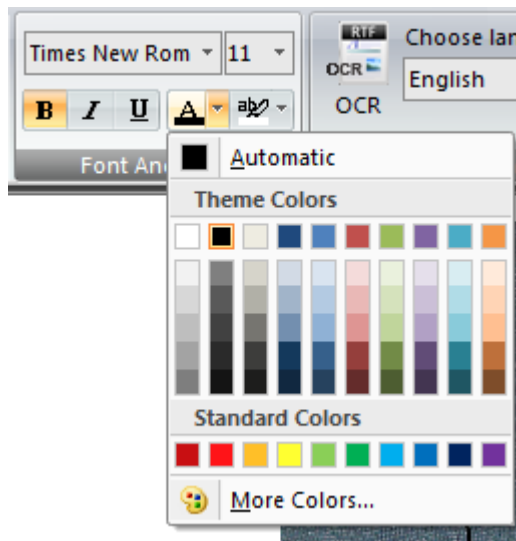 Times New Rom 11
B I U A ab
Font An
RTF
OCR
OCR
Choose lan
English
Automatic
Theme Colors
Standard Colors
More Colors...